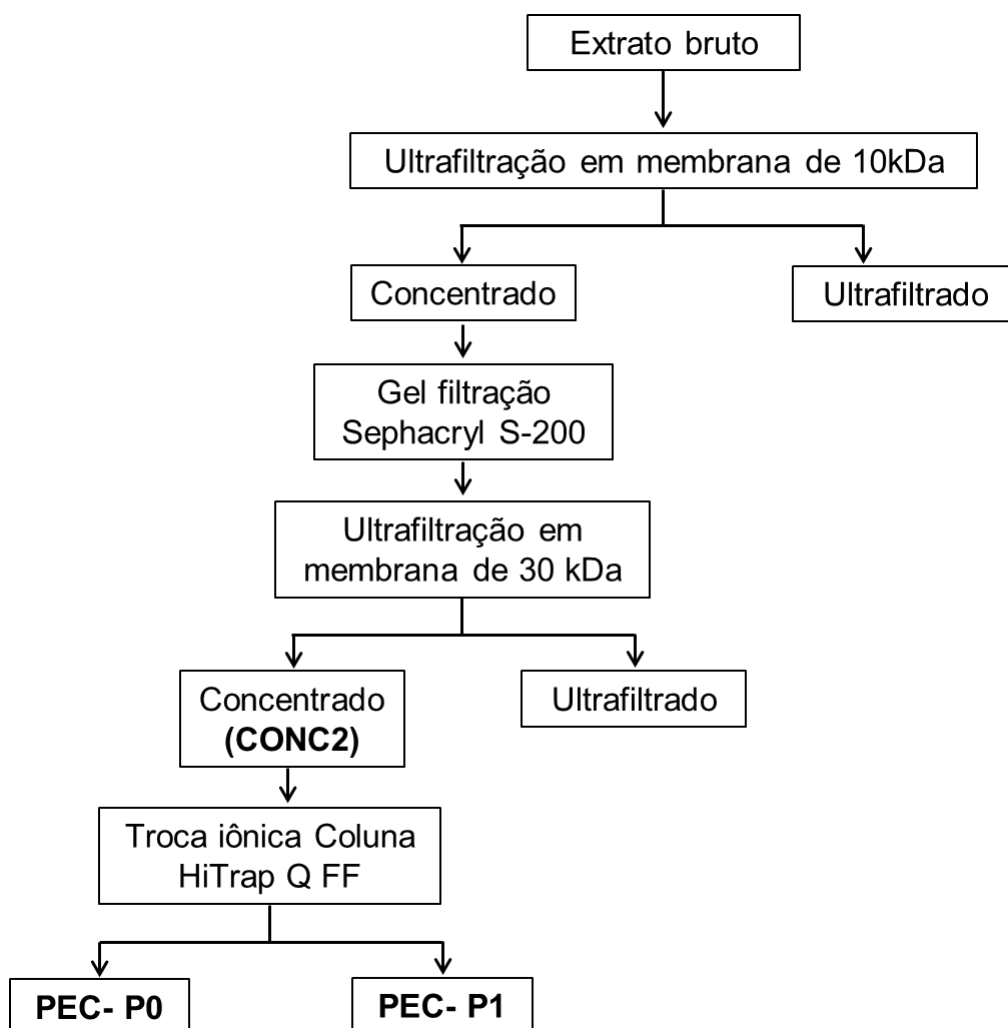 Extrato bruto
Ultrafiltração em membrana de 10kDa
Concentrado
Ultrafiltrado
Gel filtração
Sephacryl S-200
Ultrafiltração em
membrana de 30 kDa
Concentrado
(CONC2)
Ultrafiltrado
Troca iônica Coluna
HiTrap Q FF
PEC- P0
PEC- P1